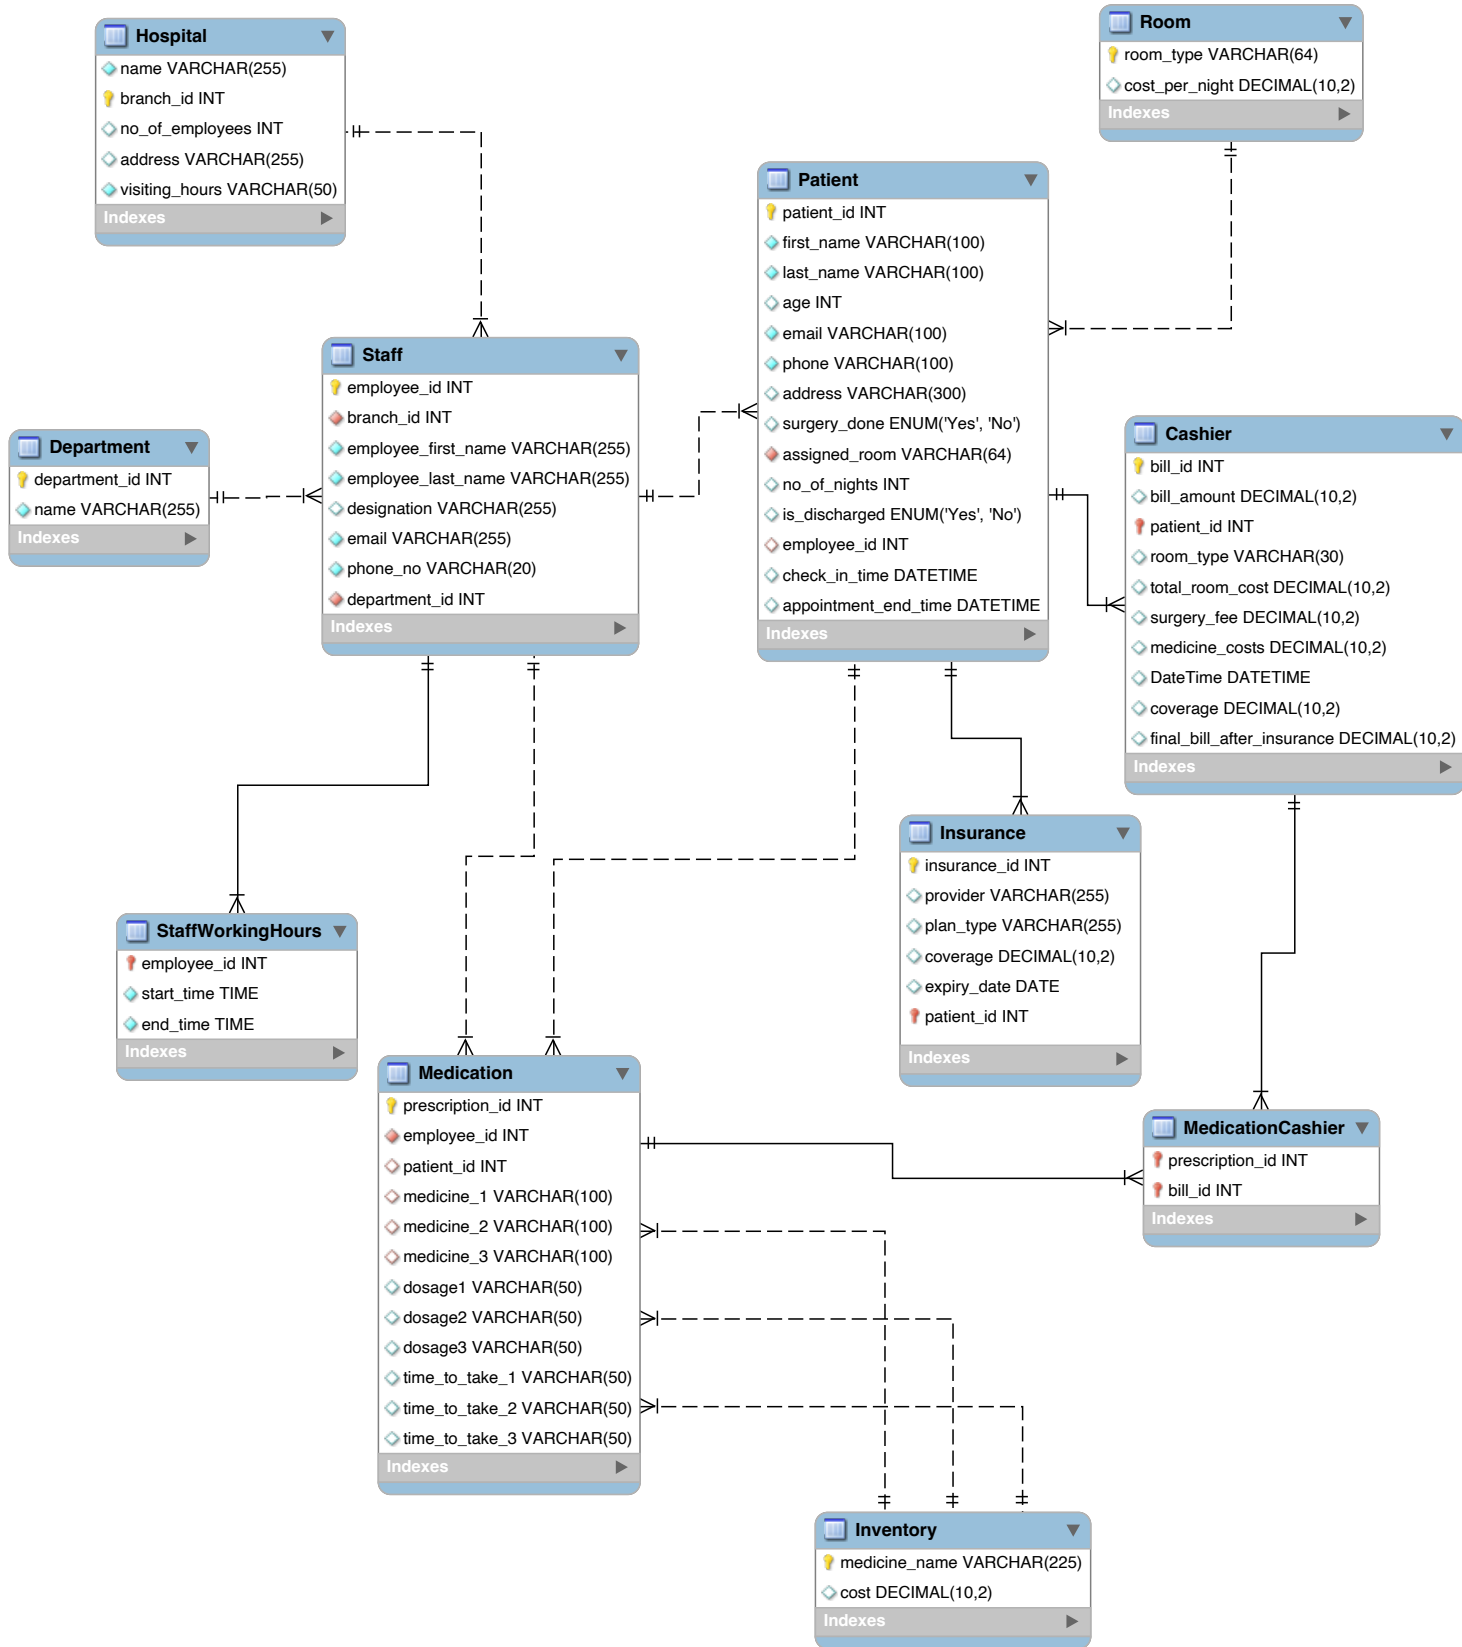 Hospital
name VARCHAR(255)
branch_id INT
no_of_employees INT
address VARCHAR(255)
visiting_hours VARCHAR(50)
Indexes
Room
room_type VARCHAR(64)
cost_per_night DECIMAL(10,2)
Indexes
Patient
patient_id INT
first_name VARCHAR(100)
last_name VARCHAR(100)
age INT
email VARCHAR(100)
phone VARCHAR(100)
address VARCHAR(300)
surgery_done ENUM('Yes', 'No')
assigned_room VARCHAR(64)
no_of_nights INT
is_discharged ENUM('Yes', 'No')
employee_id INT
check_in_time DATETIME
appointment_end_time DATETIME
Indexes
Staff
employee_id INT
branch_id INT
employee_first_name VARCHAR(255)
employee_last_name VARCHAR(255)
designation VARCHAR(255)
email VARCHAR(255)
phone_no VARCHAR(20)
department_id INT
Indexes
Department
department_id INT
name VARCHAR(255)
Indexes
Cashier
bill_id INT
bill_amount DECIMAL(10,2)
patient_id INT
room_type VARCHAR(30)
total_room_cost DECIMAL(10,2)
surgery_fee DECIMAL(10,2)
medicine_costs DECIMAL(10,2)
DateTime DATETIME
coverage DECIMAL(10,2)
final_bill_after_insurance DECIMAL(10,2)
Indexes
Insurance
insurance_id INT
provider VARCHAR(255)
plan_type VARCHAR(255)
coverage DECIMAL(10,2)
expiry_date DATE
patient_id INT
Indexes
StaffWorkingHours
employee_id INT
start_time TIME
end_time TIME
Indexes
Medication
prescription_id INT
employee_id INT
patient_id INT
medicine_1 VARCHAR(100)
medicine_2 VARCHAR(100)
medicine_3 VARCHAR(100)
dosage1 VARCHAR(50)
dosage2 VARCHAR(50)
dosage3 VARCHAR(50)
time_to_take_1 VARCHAR(50)
time_to_take_2 VARCHAR(50)
time_to_take_3 VARCHAR(50)
Indexes
MedicationCashier
prescription_id INT
bill_id INT
Indexes
Inventory
medicine_name VARCHAR(225)
cost DECIMAL(10,2)
Indexes